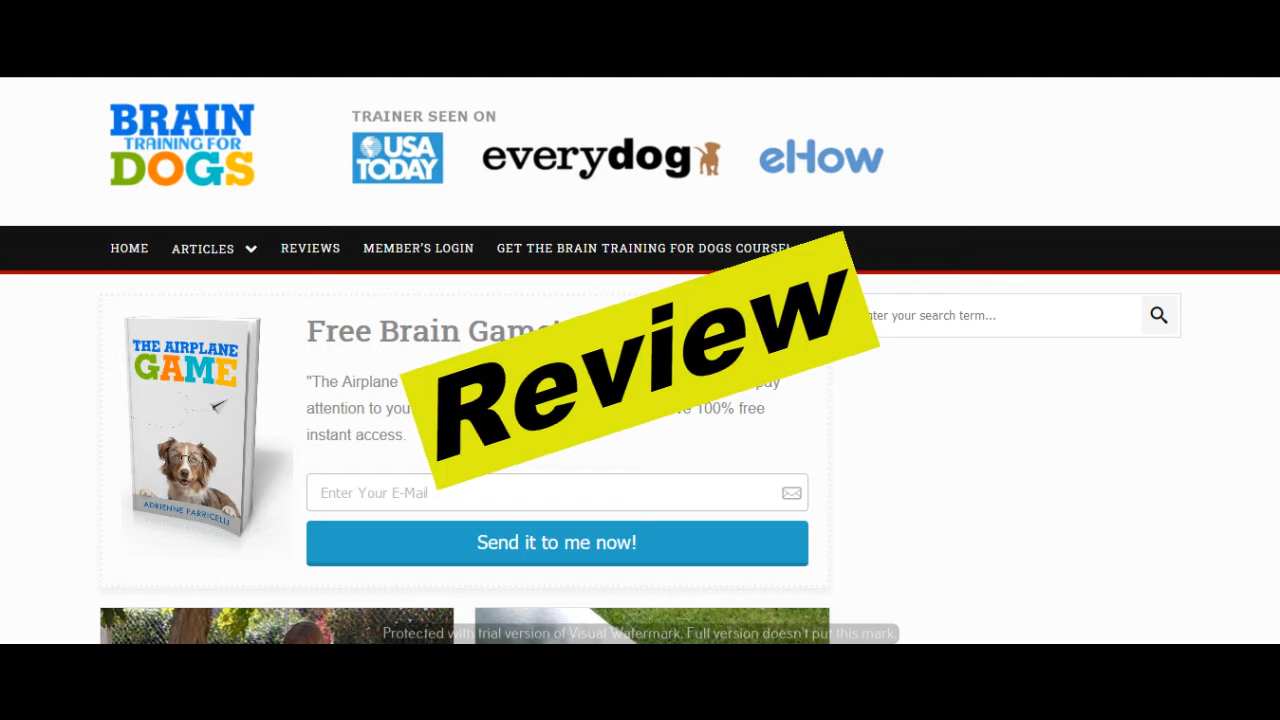 BRAIN
TRAINING FOR
DOGS
TRAINER SEEN ON
USA
TODAY
everydog
eHow
HOME
ARTICLES
REVIEWS
MEMBER'S LOGIN
GET THE BRAIN TRAINING FOR DOGS COURSE!
THE AIRPLANE
GAME
ADRIENNE FARRICELLI
Free Brain Game
Review
enter your search term...
"The Airplane pay
attention to you 100% free
instant access.
Enter Your E-Mail
Send it to me now!
Protected with trial version of Visual Watermark. Full version doesn't put this mark.